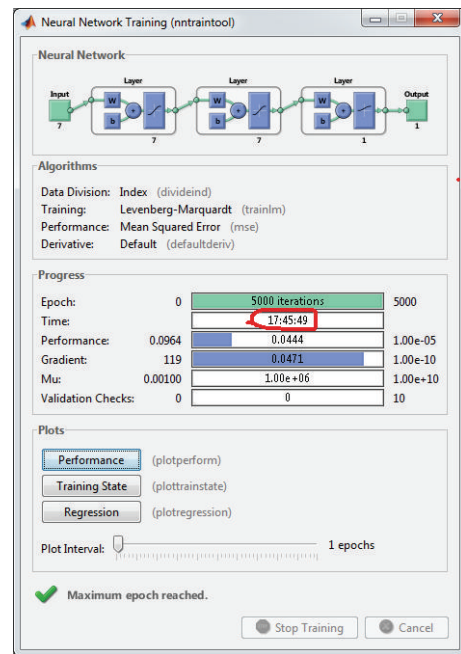 Neural Network Training (nntraintool)
Neural Network
Layer Layer Layer
Input Output
W W W
b b b
7 7 7 1 1
Algorithms
Data Division: Index (divideind)
Training: Levenberg-Marquardt (trainlm)
Performance: Mean Squared Error (mse)
Derivative: Default (defaultderiv)
Progress
Epoch: 0 5000 iterations 5000
Time: 17:45:49
Performance: 0.0964 0.0444 1.00e-05
Gradient: 119 0.0471 1.00e-10
Mu: 0.00100 1.00e+06 1.00e+10
Validation Checks: 0 0 10
Plots
Performance (plotperform)
Training State (plottrainstate)
Regression (plotregression)
Plot Interval: 1 epochs
Maximum epoch reached.
Stop Training Cancel